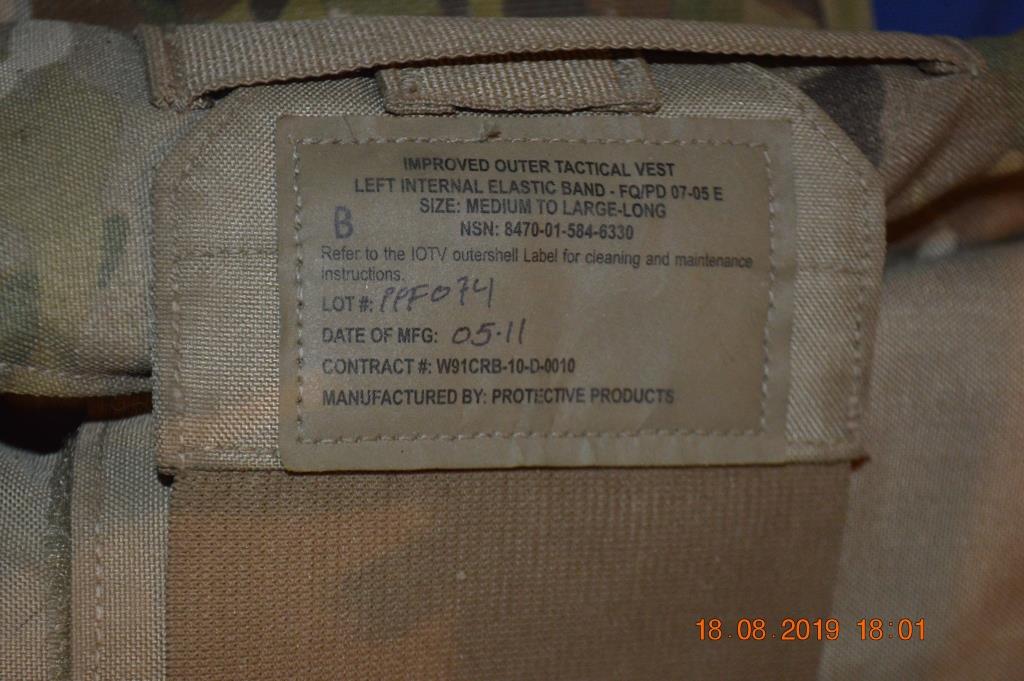 IMPROVED OUTER TACTICAL VEST
LEFT INTERNAL ELASTIC BAND - FQ/PD 07-05 E
SIZE: MEDIUM TO LARGE-LONG
B
NSN: 8470-01-584-6330
Refer to the IOTV outershell Label for cleaning and maintenance
instructions.
LOT #: PPF074
DATE OF MFG: 05-11
CONTRACT #: W91CRB-10-D-0010
MANUFACTURED BY: PROTECTIVE PRODUCTS
18.08.2019 18:01